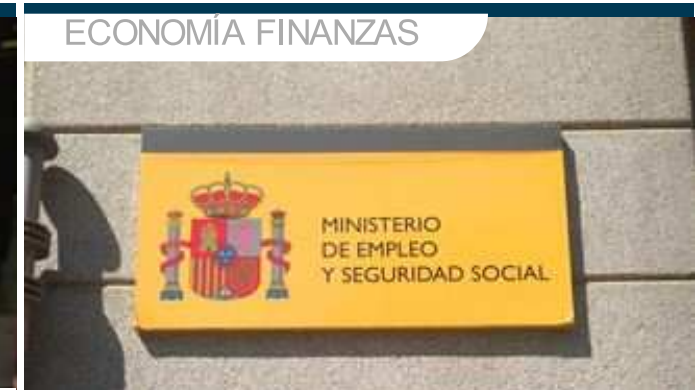 ECONOMÍA FINANZAS
MINISTERIO
DE EMPLEO
Y SEGURIDAD SOCIAL